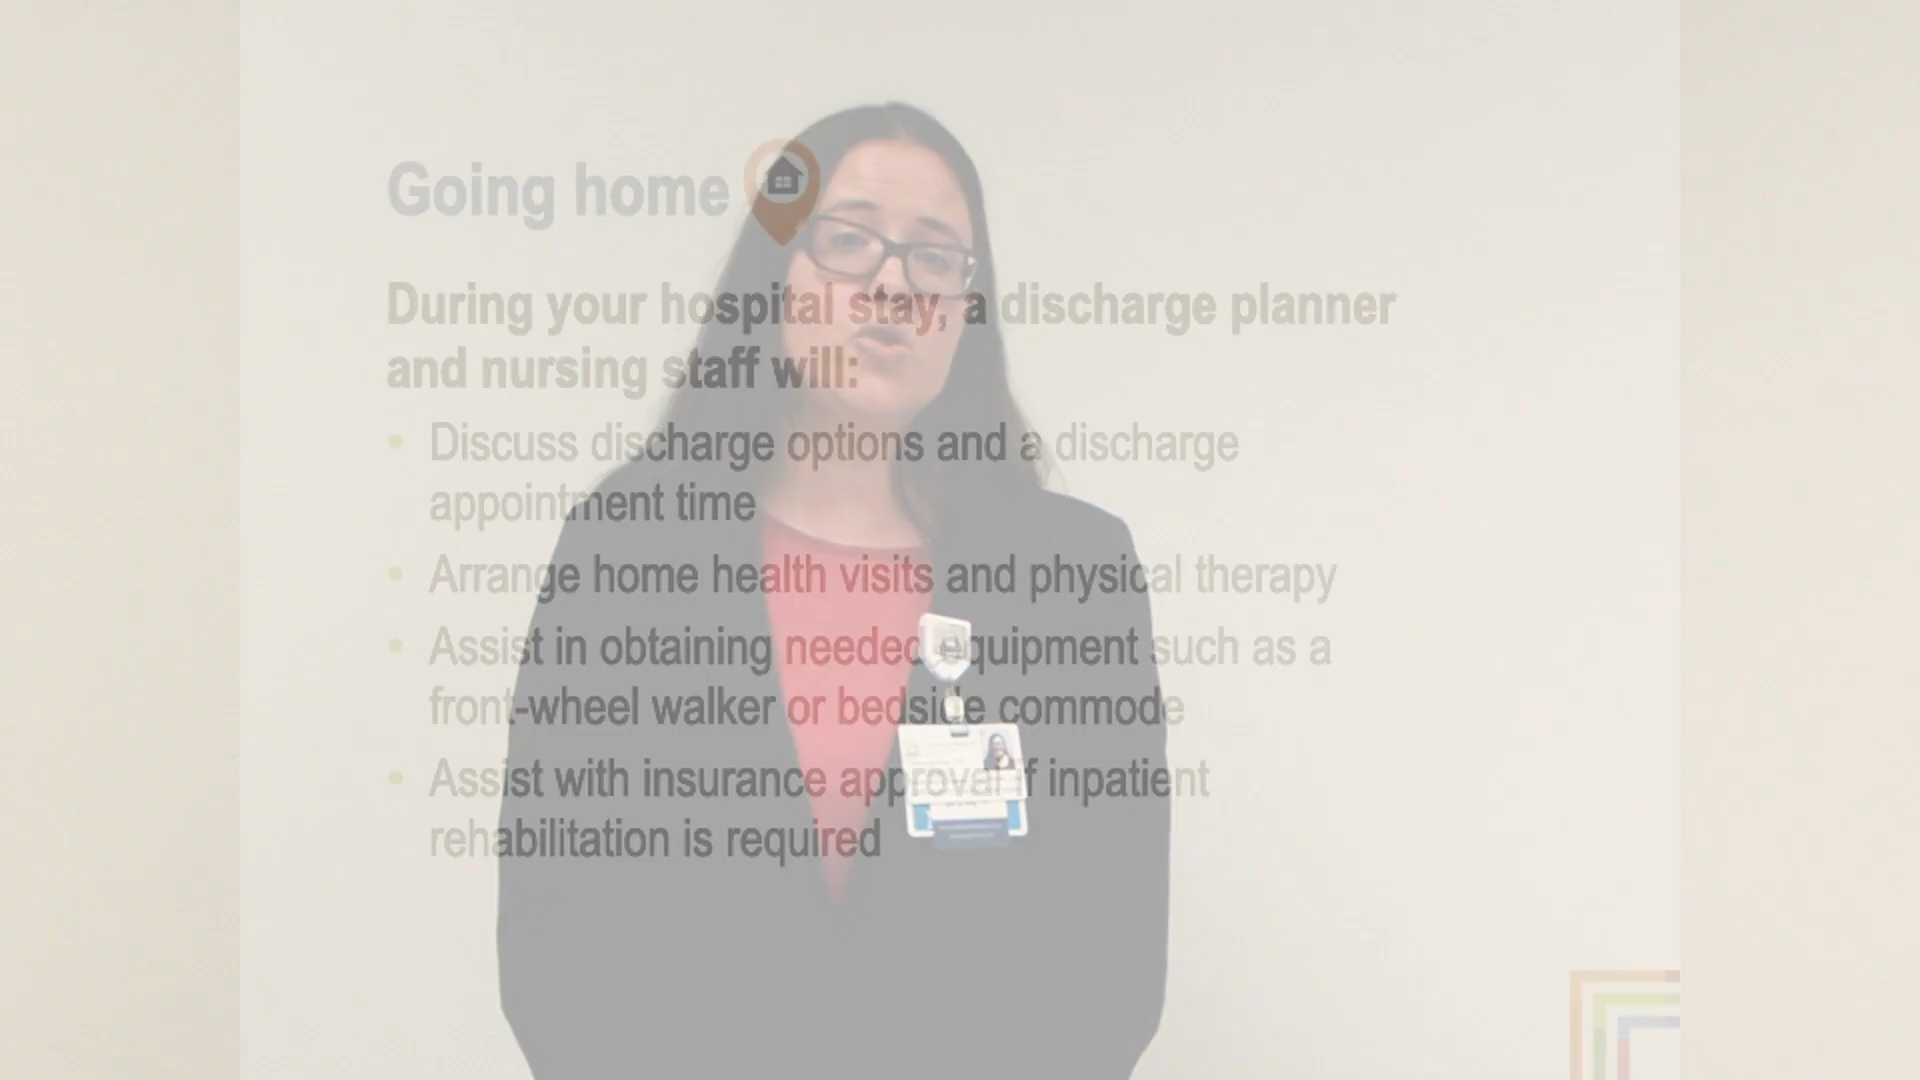 Going home
During your hospital stay, a discharge planner
and nursing staff will:
• Discuss discharge options and a discharge
appointment time
• Arrange home health visits and physical therapy
• Assist in obtaining needed equipment such as a
front-wheel walker or bedside commode
• Assist with insurance approval if inpatient
rehabilitation is required